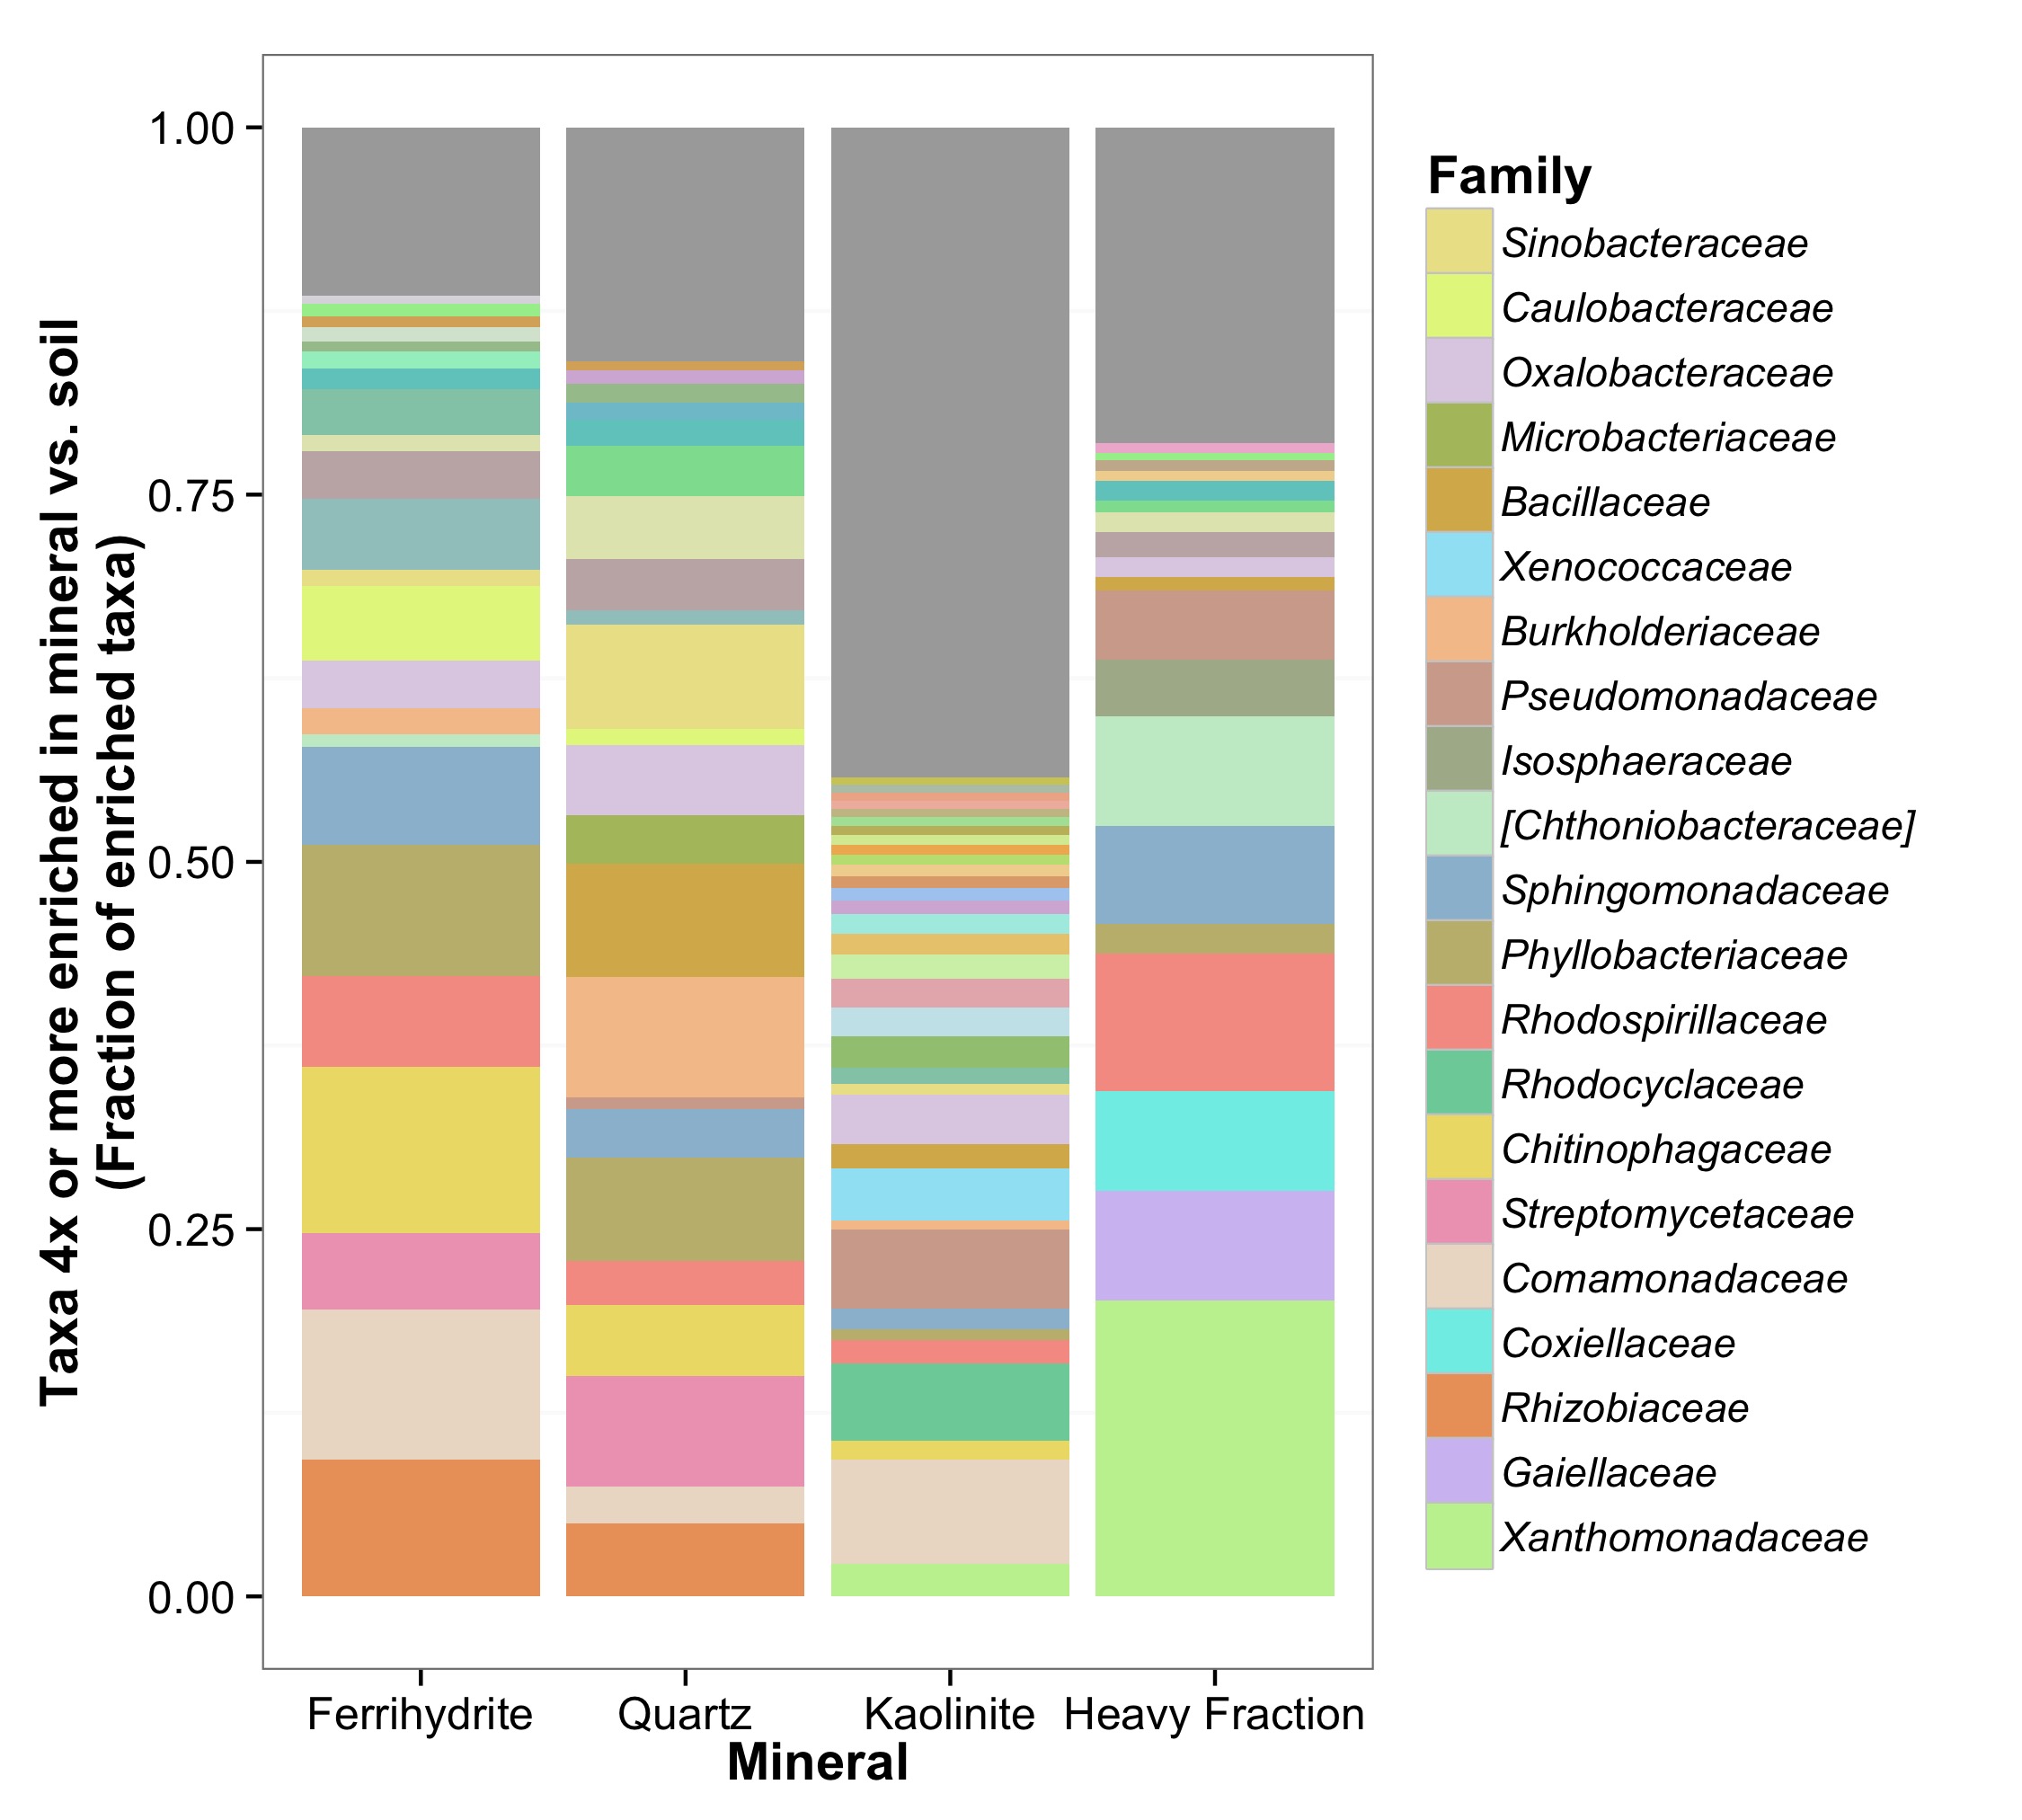 Taxa 4x or more enriched in mineral vs. soil
(Fraction of enriched taxa)
1.00
0.75
0.50
0.25
0.00
Ferrihydrite
Quartz
Kaolinite
Heavy Fraction
Mineral
Family
Sinobacteraceae
Caulobacteraceae
Oxalobacteraceae
Microbacteriaceae
Bacillaceae
Xenococcaceae
Burkholderiaceae
Pseudomonadaceae
Isosphaeraceae
[Chthoniobacteraceae]
Sphingomonadaceae
Phyllobacteriaceae
Rhodospirillaceae
Rhodocyclaceae
Chitinophagaceae
Streptomycetaceae
Comamonadaceae
Coxiellaceae
Rhizobiaceae
Gaiellaceae
Xanthomonadaceae